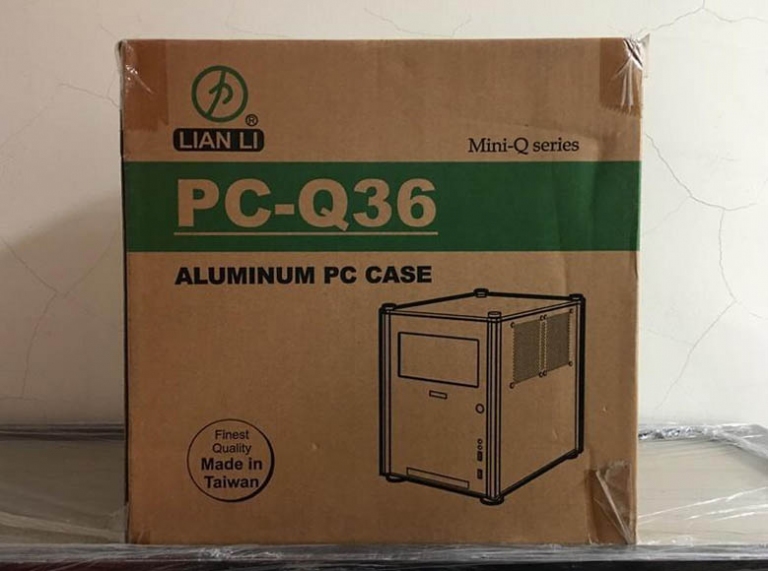 ®
LIAN LI
Mini-Q series
PC-Q36
ALUMINUM PC CASE
Finest
Quality
Made in
Taiwan